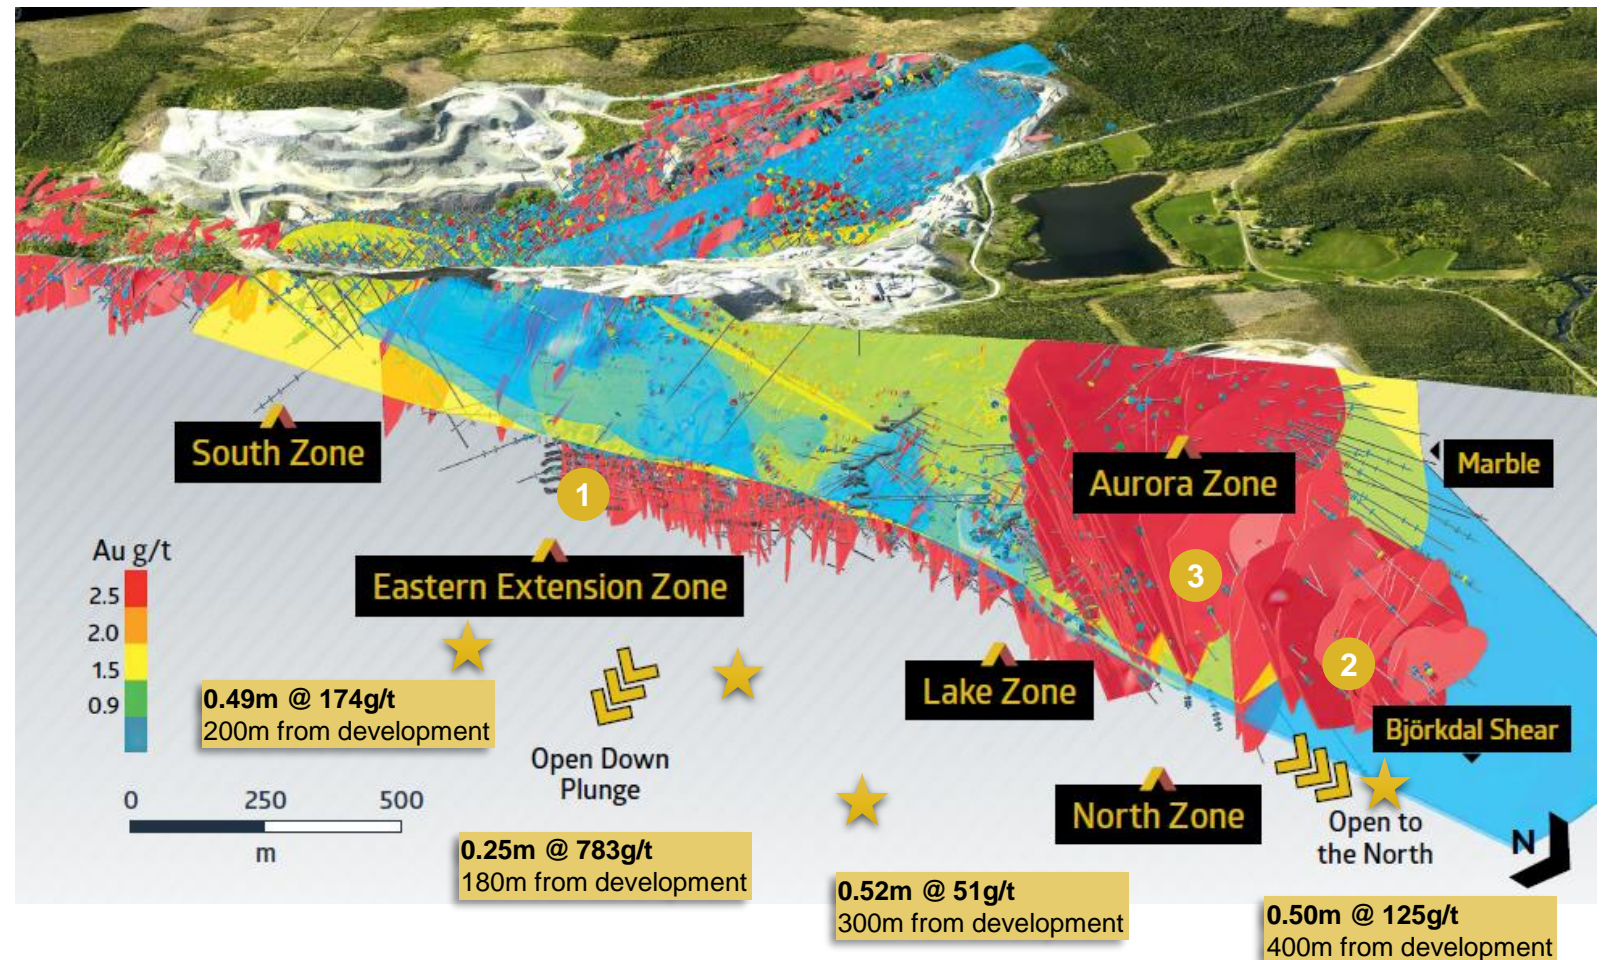 South Zone
1
Aurora Zone
Marble
3
Eastern Extension Zone
Au g/t
2.5
2.0
1.5
0.9
2
Lake Zone
Björkdal Shear
0.49m @ 174g/t
200m from development
Open Down
Plunge
0 250 500
m
North Zone
Open to
the North
N
0.25m @ 783g/t
180m from development
0.52m @ 51g/t
300m from development
0.50m @ 125g/t
400m from development